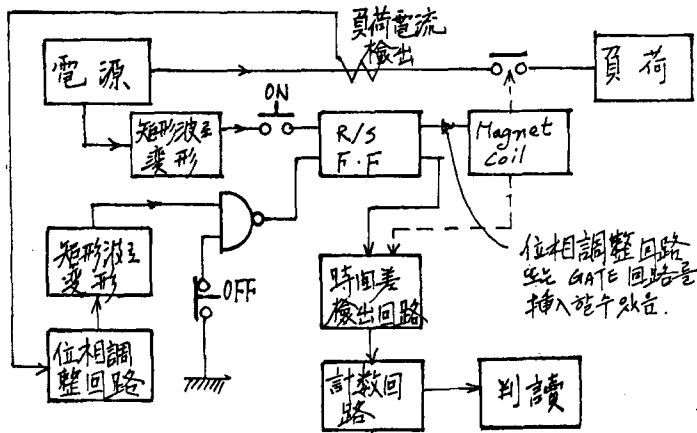 負荷電流
檢出
電源
負荷
ON
矩形波로
變形
R/S
F.F
Magnet
Coil
矩形波로
變形
OFF
時間差
檢出回路
位相調整回路
또는 GATE 回路를
揷入할수있음.
位相調
整回路
計数回
路
判讀